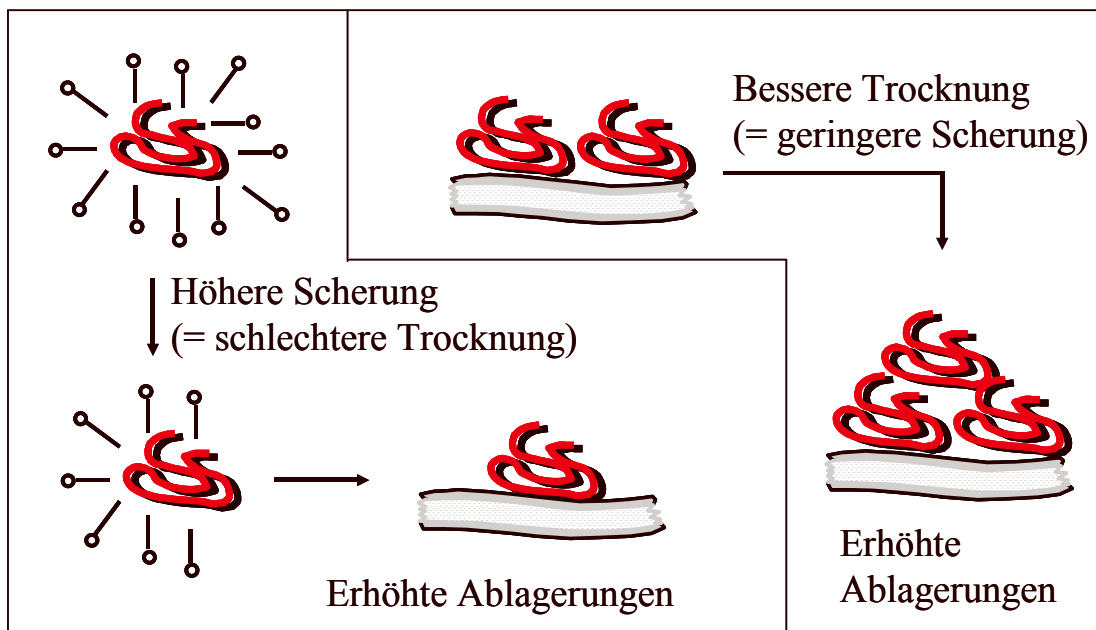 Bessere Trocknung
(= geringere Scherung)
Höhere Scherung
(= schlechtere Trocknung)
Erhöhte Ablagerungen
Erhöhte
Ablagerungen